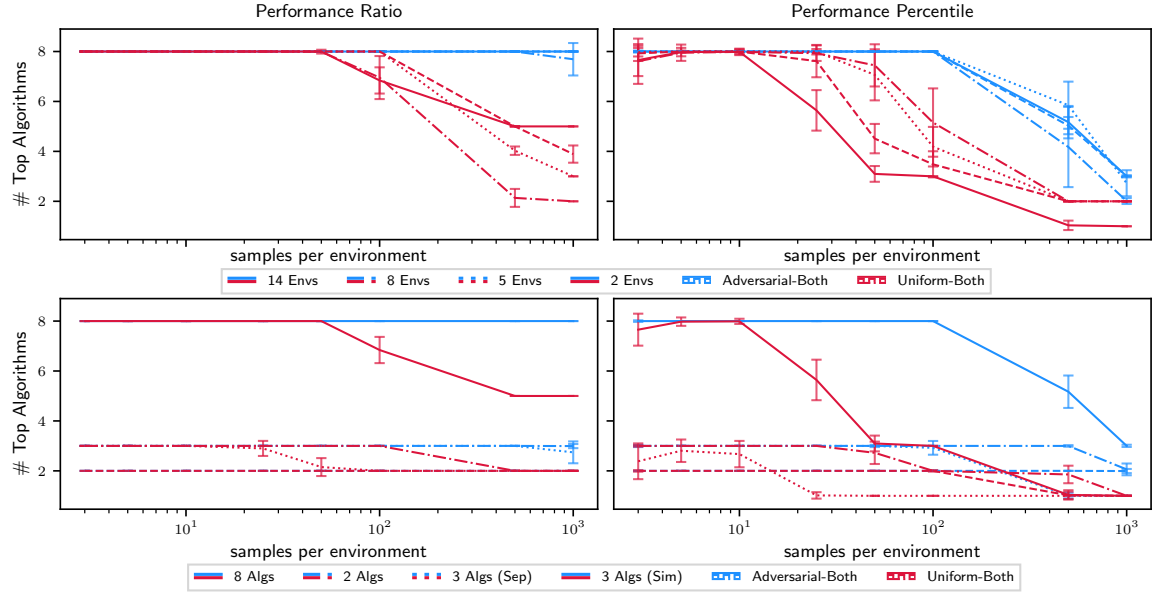 Performance Ratio
Performance Percentile
# Top Algorithms
8
6
4
2
samples per environment
samples per environment
14 Envs 8 Envs 5 Envs 2 Envs Adversarial-Both Uniform-Both
# Top Algorithms
8
6
4
2
10^1 10^2 10^3
samples per environment
10^1 10^2 10^3
samples per environment
8 Algs 2 Algs 3 Algs (Sep) 3 Algs (Sim) Adversarial-Both Uniform-Both